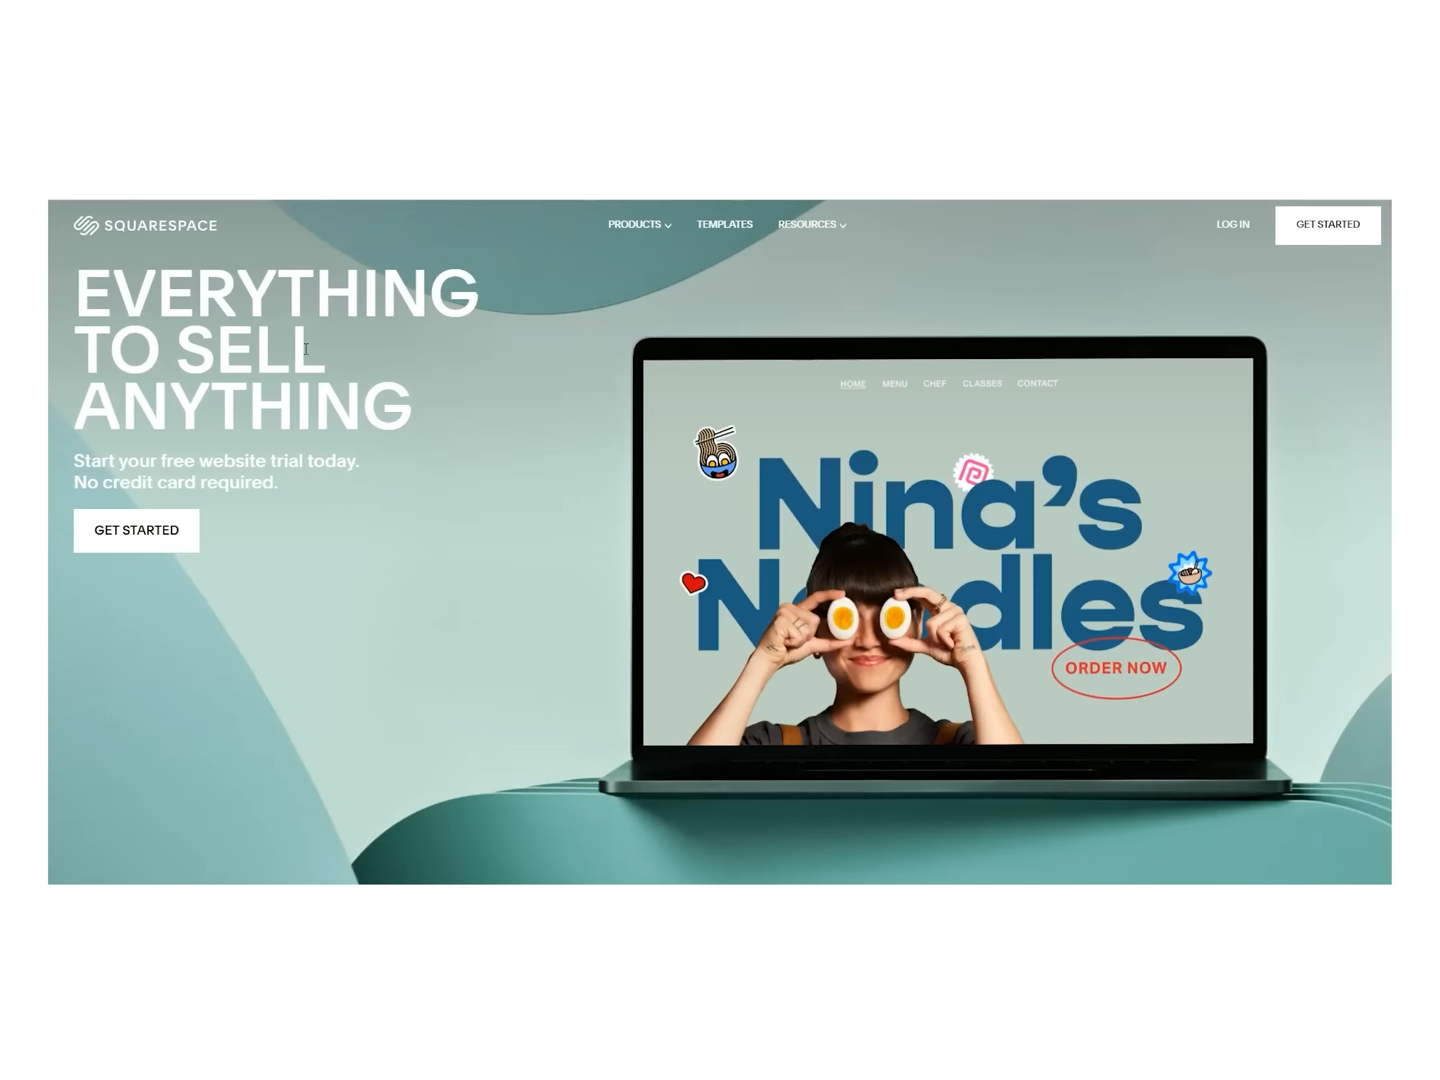 SQUARESPACE
PRODUCTS
TEMPLATES
RESOURCES
LOG IN
GET STARTED
EVERYTHING
TO SELL
ANYTHING
Start your free website trial today.
No credit card required.
GET STARTED
HOME
MENU
CHEF
CLASSES
CONTACT
Nina's
Noodles
ORDER NOW